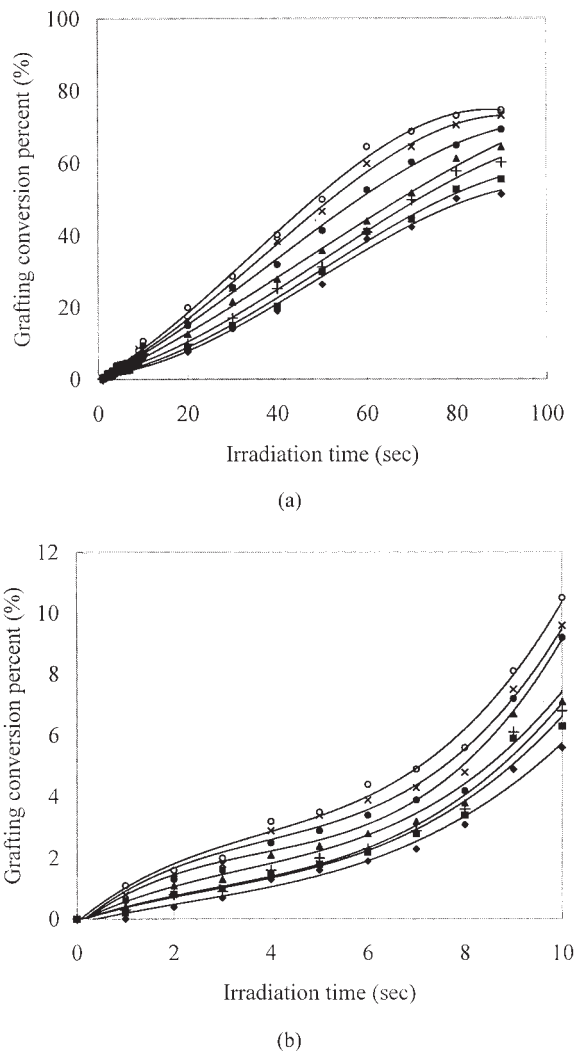 100
80
60
40
20
0
Grafting conversion percent (%)
0 20 40 60 80 100
Irradiation time (sec)
(a)
12
10
8
6
4
2
0
Grafting conversion percent (%)
0 2 4 6 8 10
Irradiation time (sec)
(b)